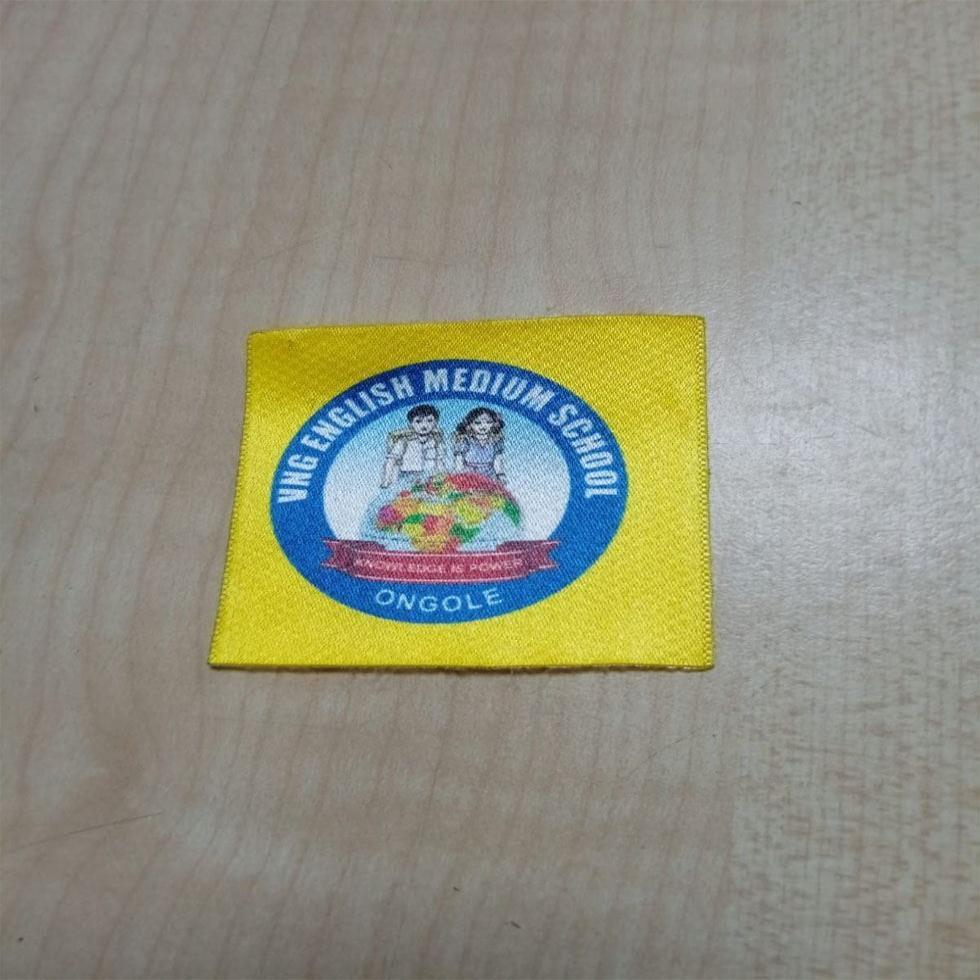 VNG ENGLISH MEDIUM SCHOOL
KNOWLEDGE IS POWER
ONGOLE